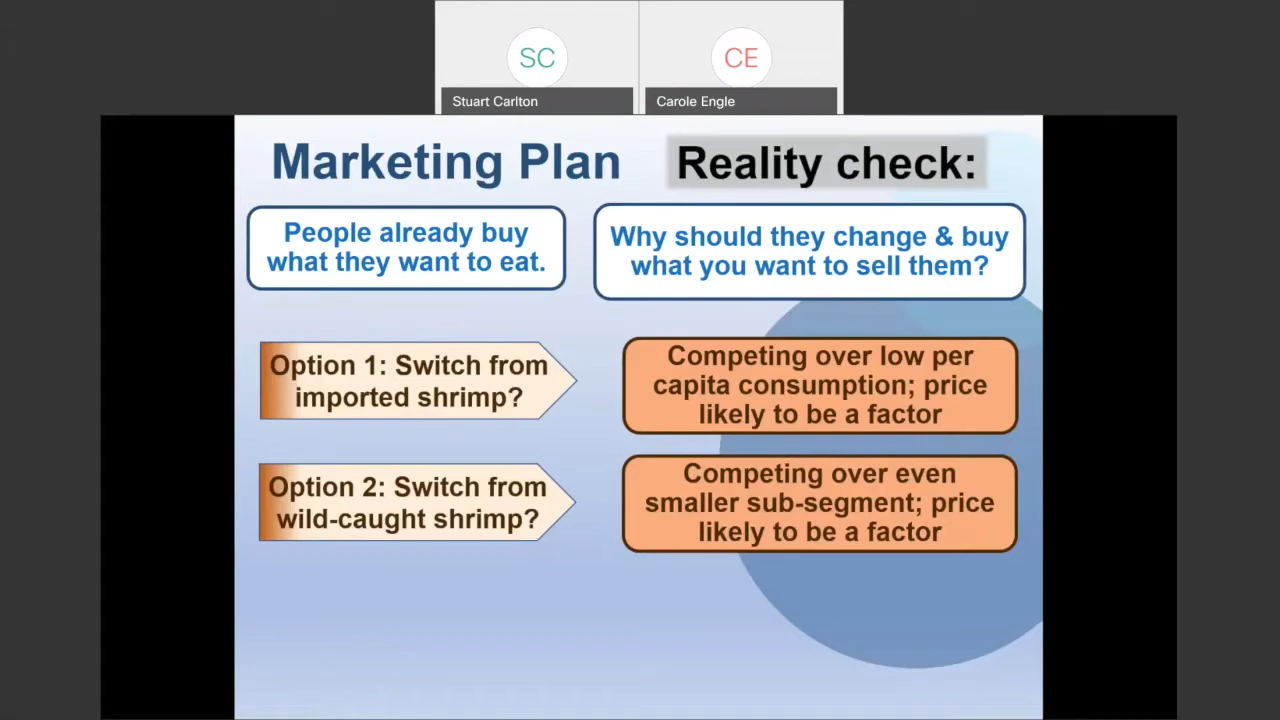 SC
CE
Stuart Carlton
Carole Engle
Marketing Plan
Reality check:
People already buy
what they want to eat.
Why should they change & buy
what you want to sell them?
Option 1: Switch from
imported shrimp?
Competing over low per
capita consumption; price
likely to be a factor
Option 2: Switch from
wild-caught shrimp?
Competing over even
smaller sub-segment; price
likely to be a factor